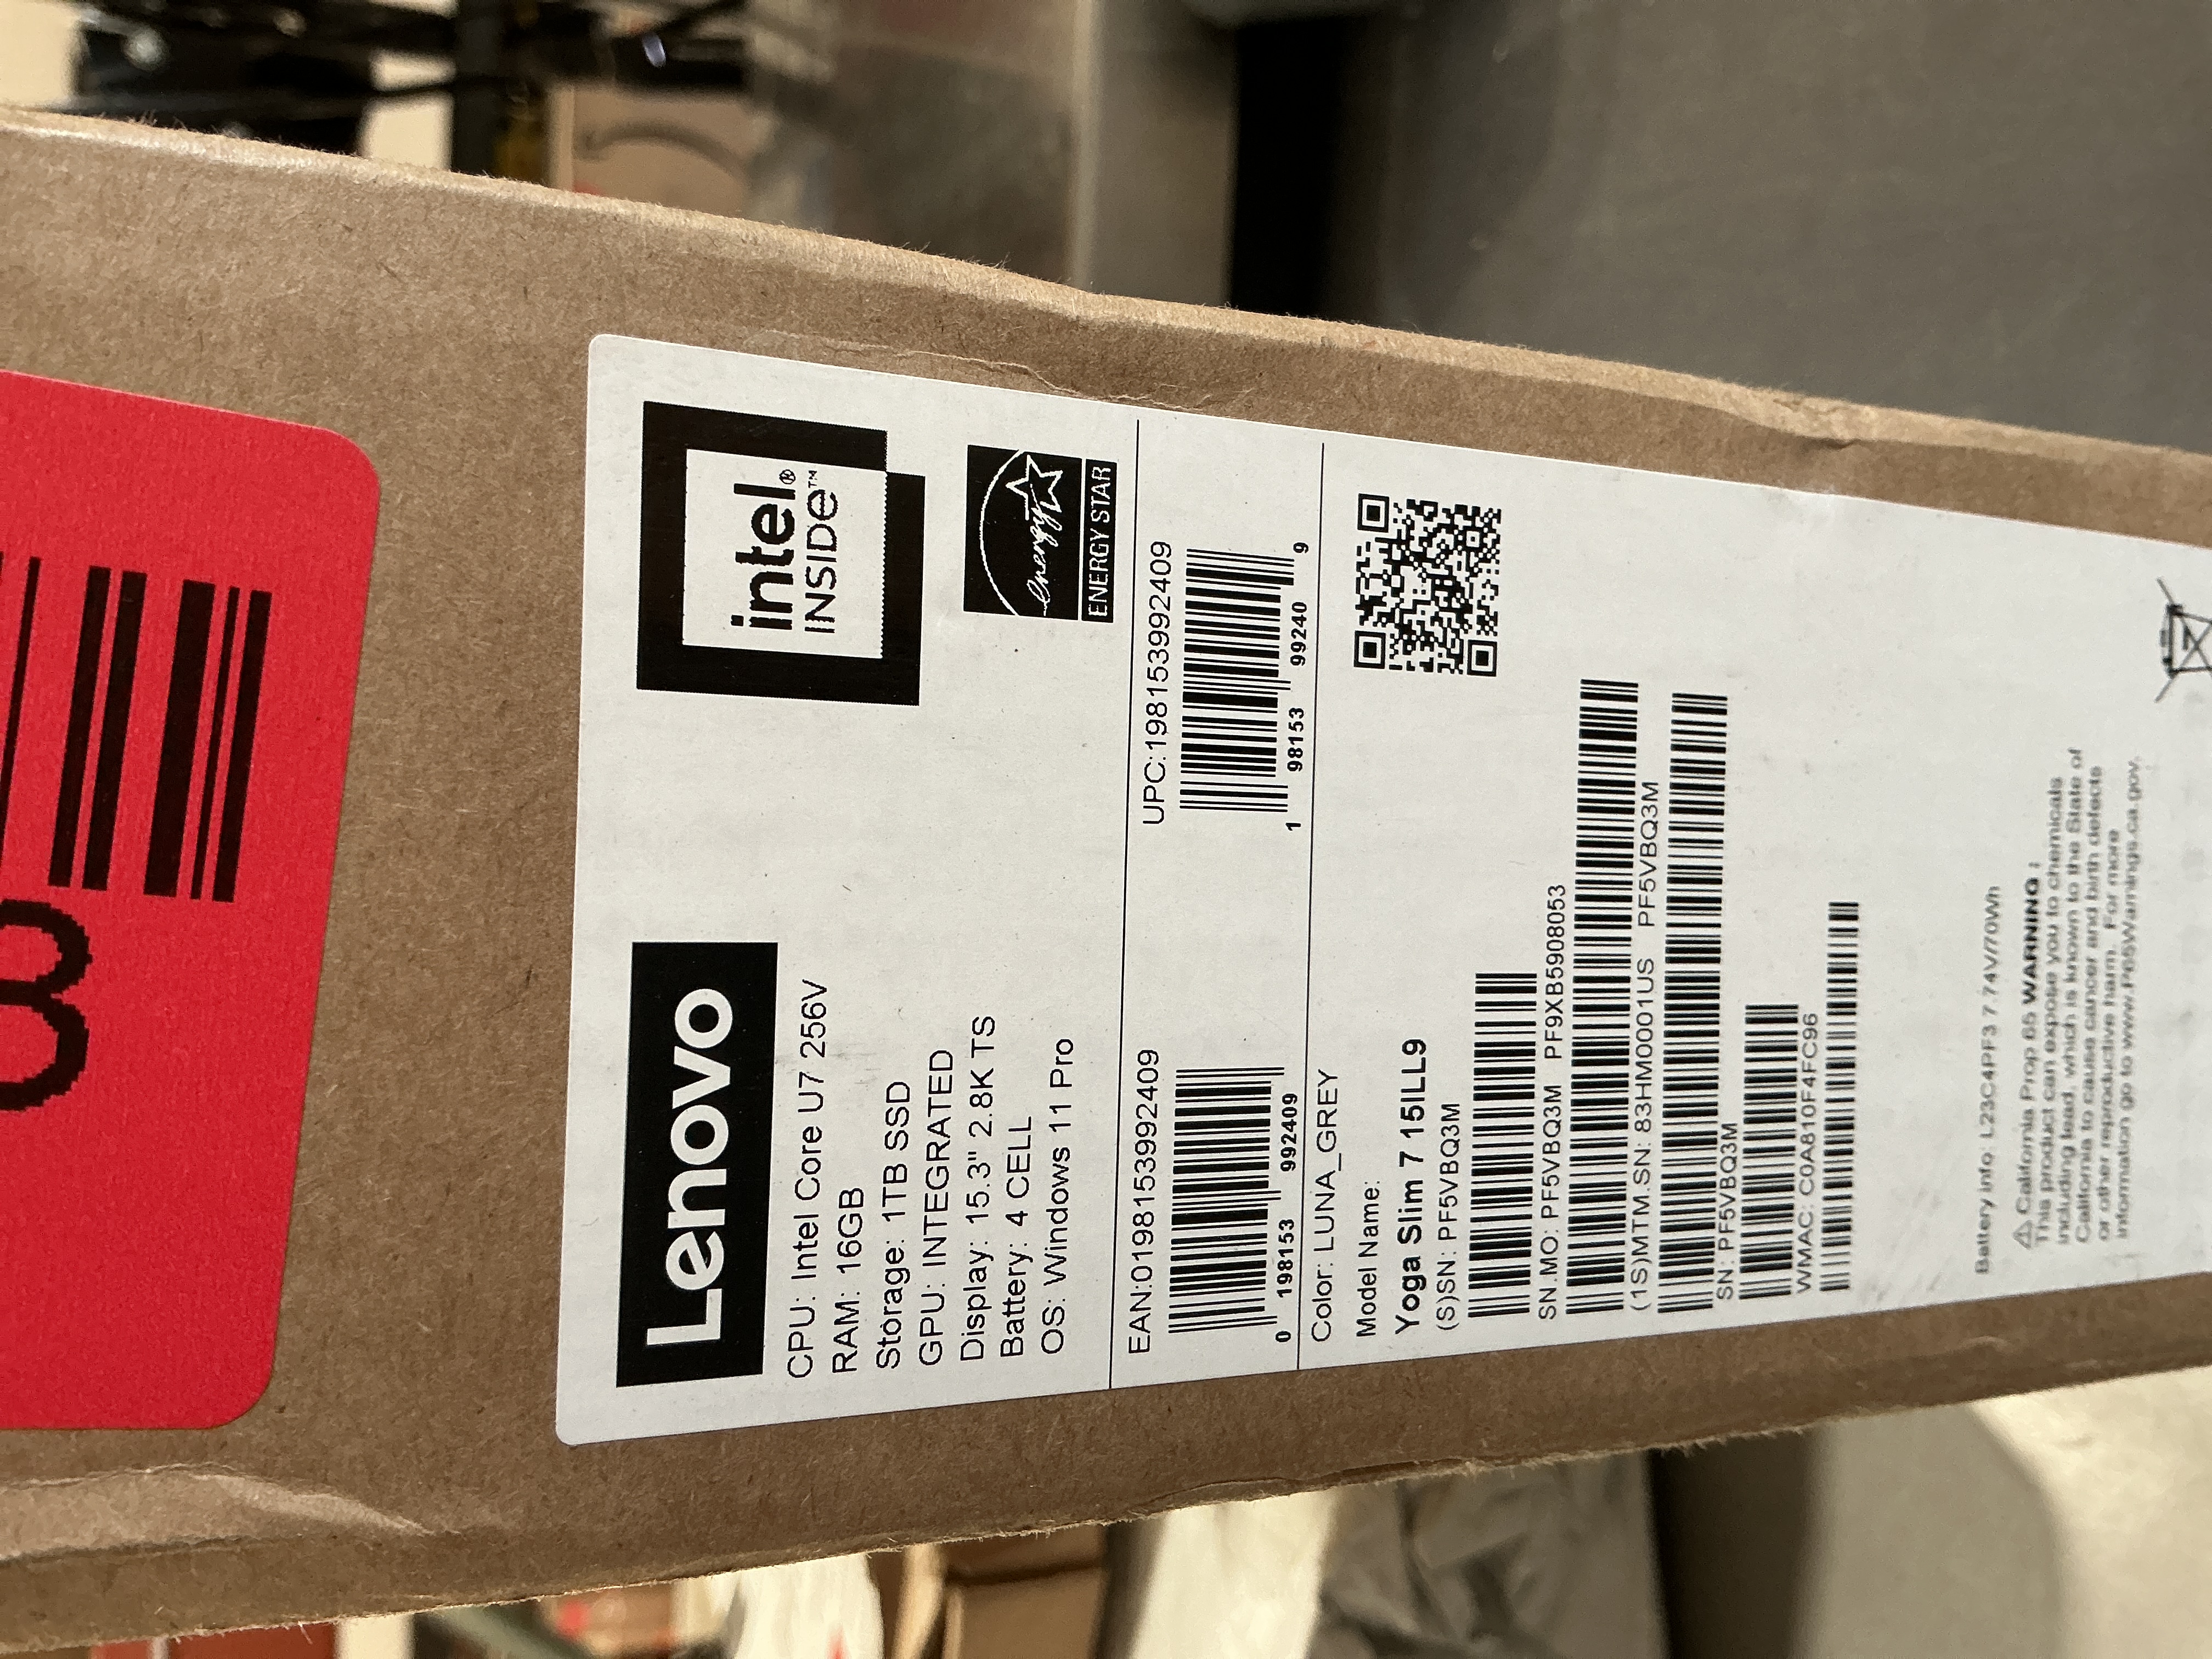 3
Lenovo
intel®
INSIDE™
CPU: Intel Core U7 256V
RAM: 16GB
Storage: 1TB SSD
GPU: INTEGRATED
Display: 15.3" 2.8K TS
Battery: 4 CELL
OS: Windows 11 Pro
energy
ENERGY STAR
EAN:0198153992409
0 198153 992409
UPC:198153992409
1 98153 99240 9
Color: LUNA_GREY
Model Name:
Yoga Slim 7 15ILL9
(S)SN: PF5VBQ3M
SN.MO: PF5VBQ3M PF9XB5908053
(1S)MTM.SN: 83HM0001US PF5VBQ3M
SN: PF5VBQ3M
WMAC: C0A810F4FC96
Battery info: L23C4PF3 7.74V/70Wh
⚠ California Prop 65 WARNING :
This product can expose you to chemicals
including lead, which is known to the State of
California to cause cancer and birth defects
or other reproductive harm. For more
information go to www.P65Warnings.ca.gov.